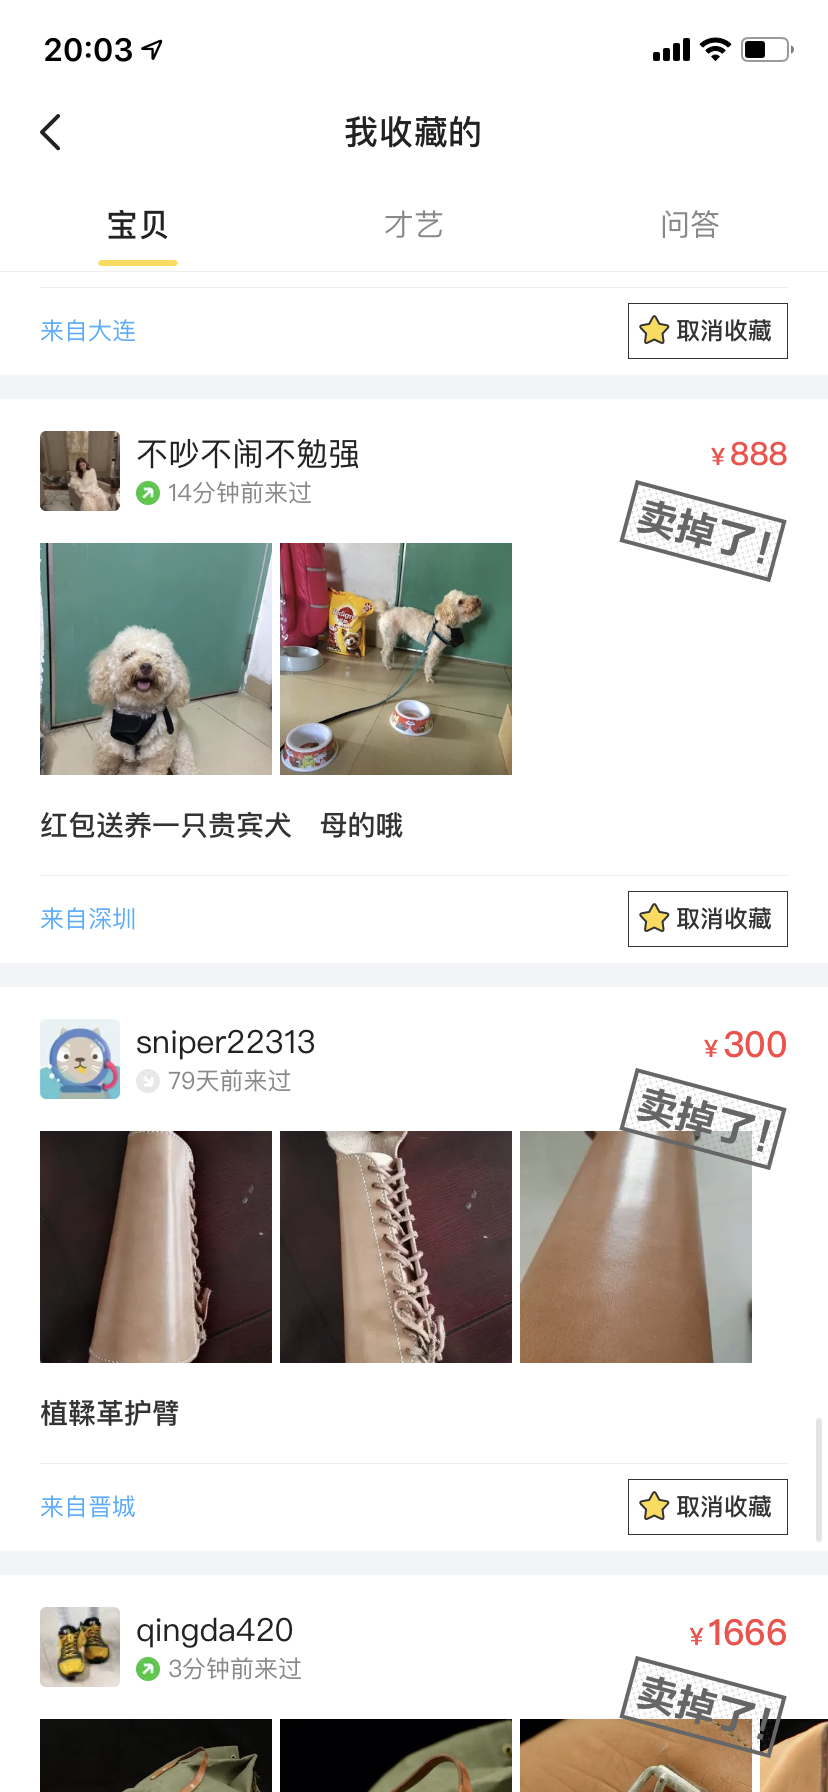 20:03
我收藏的
宝贝
才艺
问答
来自大连
取消收藏
不吵不闹不勉强
¥888
14分钟前来过
卖掉了!
Pedigree
红包送养一只贵宾犬 母的哦
来自深圳
取消收藏
sniper22313
¥300
79天前来过
卖掉了!
植鞣革护臂
来自晋城
取消收藏
qingda420
¥1666
3分钟前来过
卖掉了!